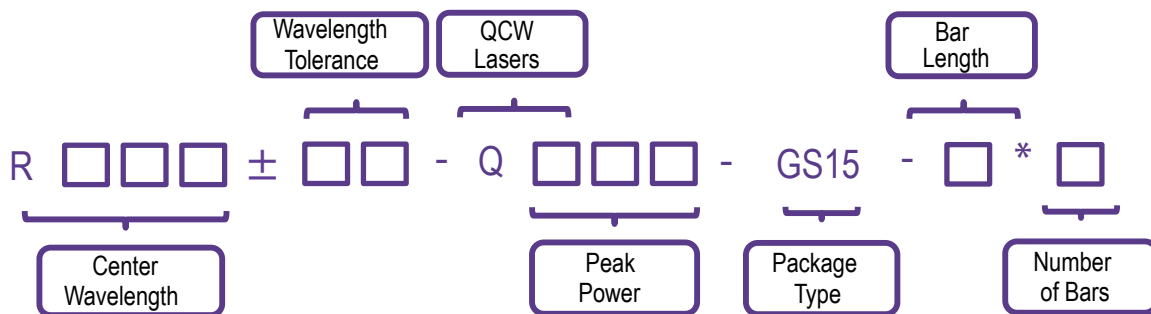 Wavelength
Tolerance
QCW
Lasers
Bar
Length
R □□□ ± □□ - Q □□□ - GS15 - □ * □
Center
Wavelength
Peak
Power
Package
Type
Number
of Bars